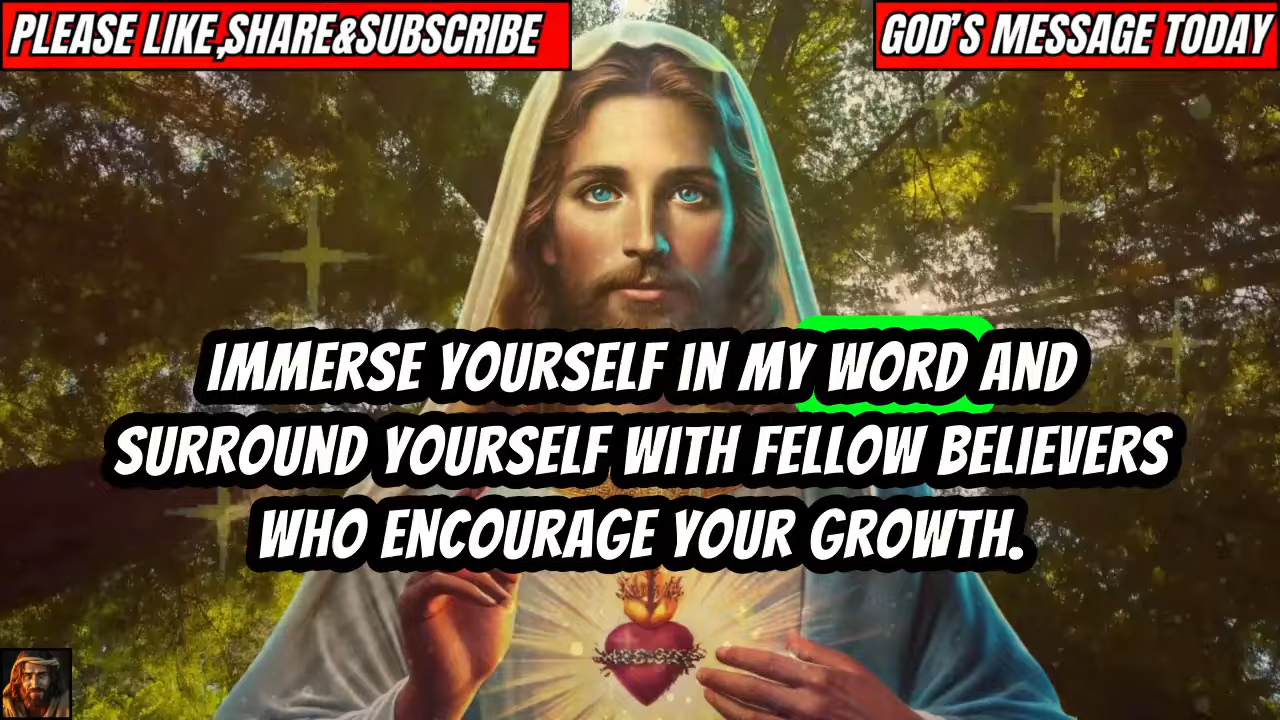 PLEASE LIKE,SHARE&SUBSCRIBE
GOD'S MESSAGE TODAY
IMMERSE YOURSELF IN MY WORD AND
SURROUND YOURSELF WITH FELLOW BELIEVERS
WHO ENCOURAGE YOUR GROWTH.